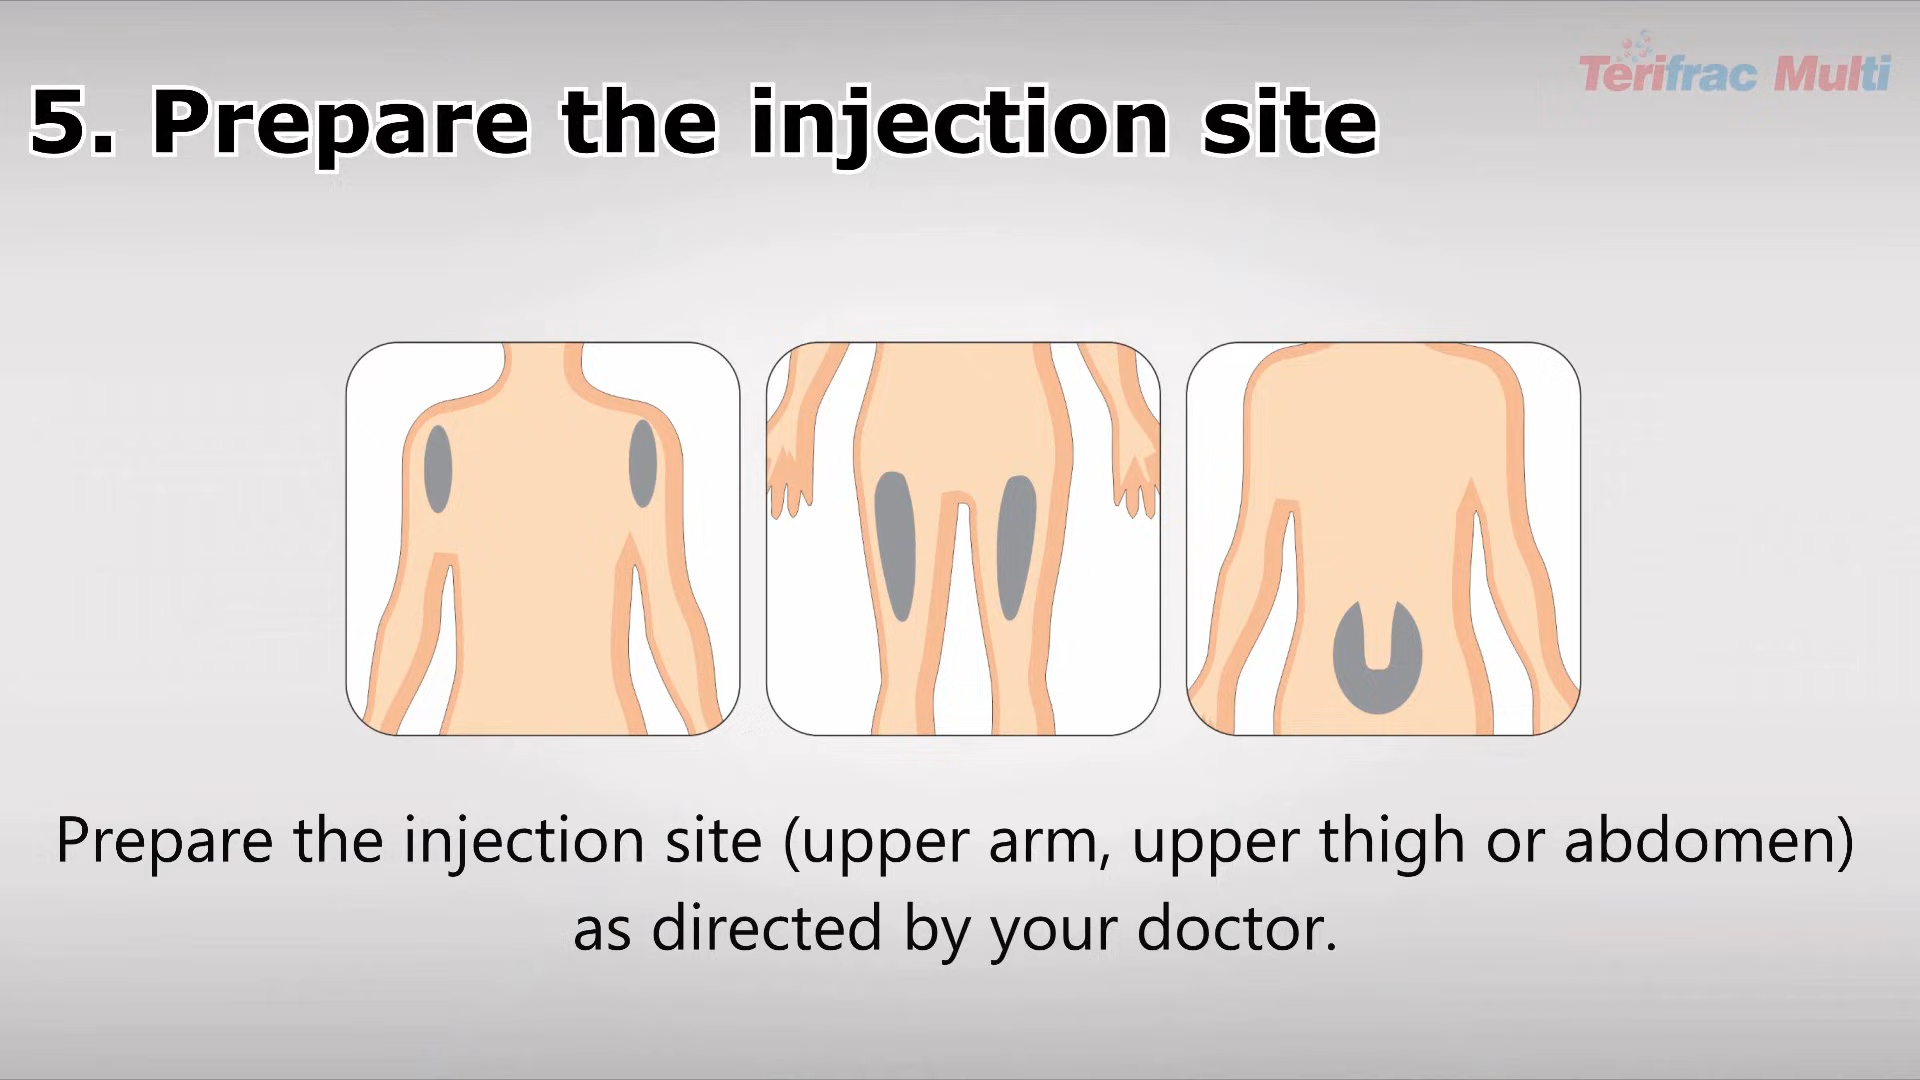 Terifrac Multi
5. Prepare the injection site
Prepare the injection site (upper arm, upper thigh or abdomen)
as directed by your doctor.